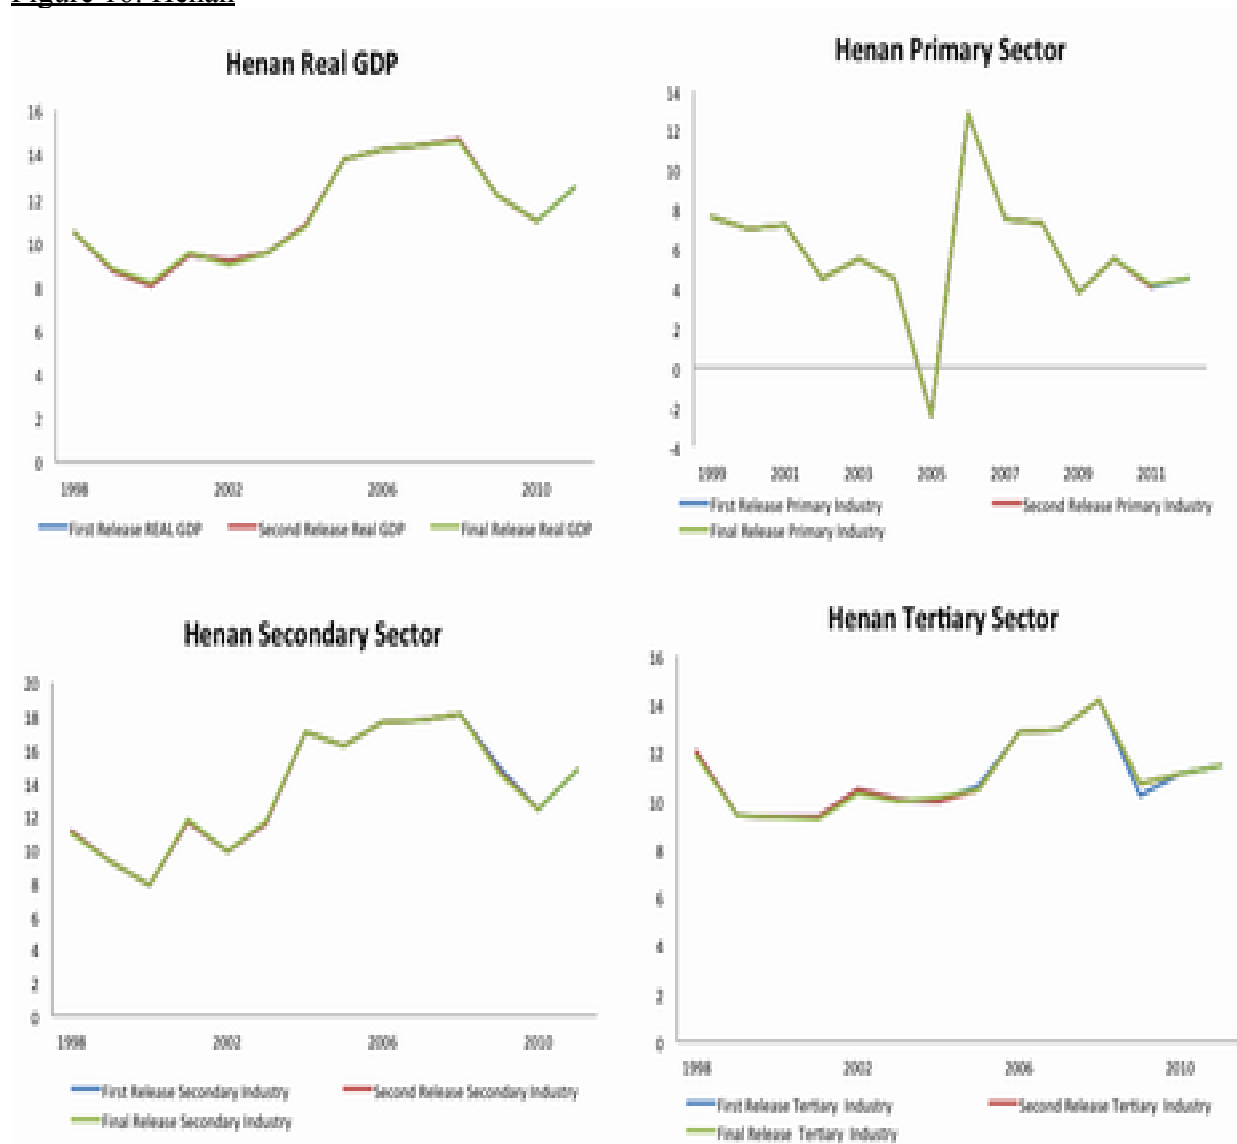 Figure 10: Henan
Henan Real GDP
16
14
12
10
8
6
4
2
0
1998 2002 2006 2010
First Release REAL GDP Second Release Real GDP Final Release Real GDP
Henan Primary Sector
14
12
10
8
6
4
2
0
-2
-4
1999 2001 2003 2005 2007 2009 2011
First Release Primary Industry Second Release Primary Industry
Final Release Primary Industry
Henan Secondary Sector
20
18
16
14
12
10
8
6
4
2
0
1998 2002 2006 2010
First Release Secondary Industry Second Release Secondary Industry
Final Release Secondary Industry
Henan Tertiary Sector
16
14
12
10
8
6
4
2
0
1998 2002 2006 2010
First Release Tertiary Industry Second Release Tertiary Industry
Final Release Tertiary Industry